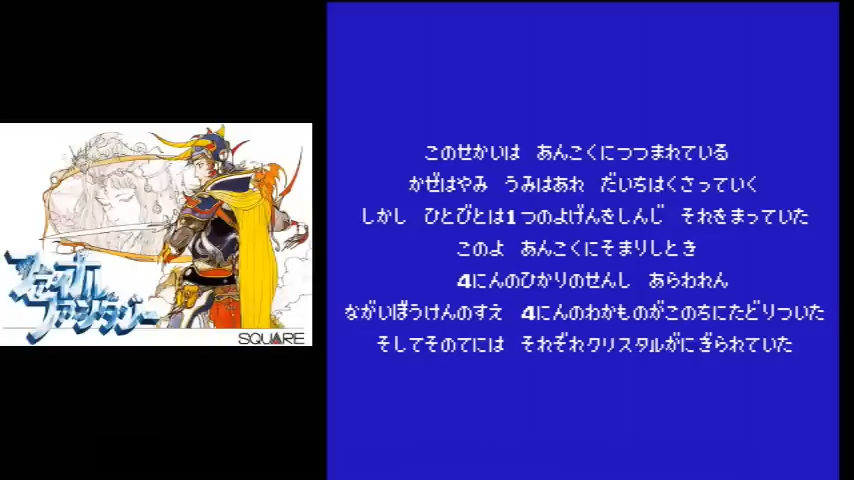 ファイナル
ファンタジー
SQUARE
このせかいは　あんこくにつつまれている
かぜはやみ　うみはあれ　だいちはくさっていく
しかし　ひとびとは1つのよげんをしんじ　それをまっていた
このよ　あんこくにそまりしとき
4にんのひかりのせんし　あらわれん
ながいぼうけんのすえ　4にんのわかものがこのちにたどりついた
そしてそのてには　それぞれクリスタルがにぎられていた